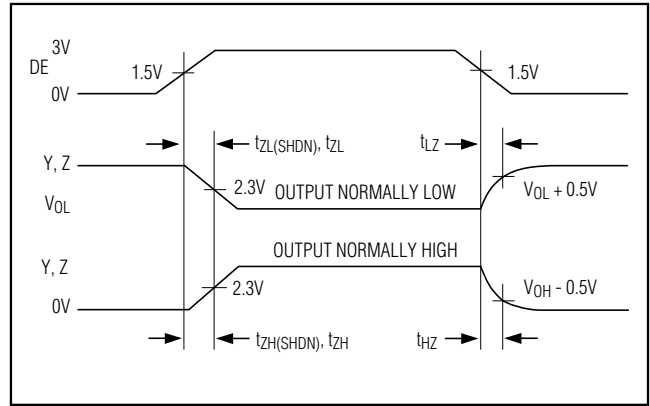 3V
DE
1.5V
1.5V
0V
tZL(SHDN), tZL
tLZ
Y, Z
2.3V
OUTPUT NORMALLY LOW
VOL + 0.5V
VOL
OUTPUT NORMALLY HIGH
Y, Z
2.3V
VOH - 0.5V
0V
tZH(SHDN), tZH
tHZ